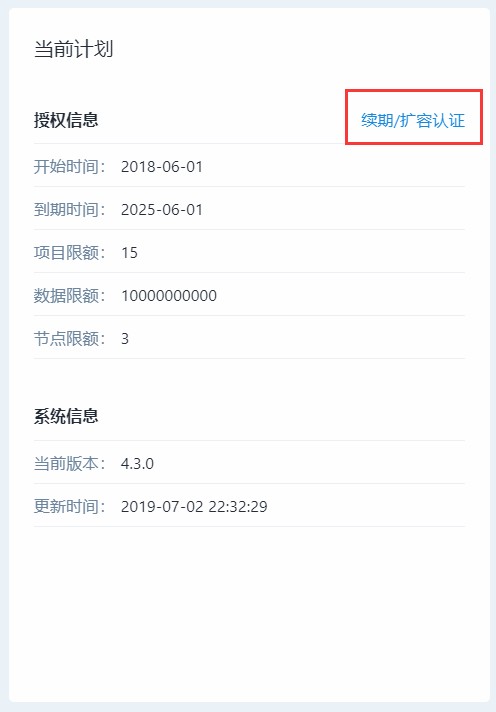 当前计划
授权信息 续期/扩容认证
开始时间： 2018-06-01
到期时间： 2025-06-01
项目限额： 15
数据限额： 10000000000
节点限额： 3
系统信息
当前版本： 4.3.0
更新时间： 2019-07-02 22:32:29